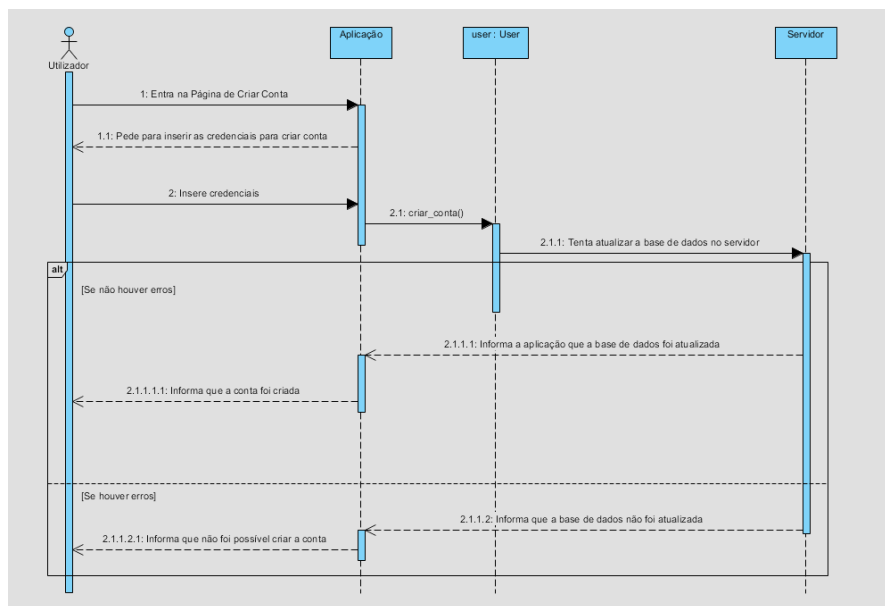 Aplicação
user : User
Servidor
Utilizador
1: Entra na Página de Criar Conta
1.1: Pede para inserir as credenciais para criar conta
2: Insere credenciais
2.1: criar_conta()
2.1.1: Tenta atualizar a base de dados no servidor
alt
[Se não houver erros]
2.1.1.1: Informa a aplicação que a base de dados foi atualizada
2.1.1.1.1: Informa que a conta foi criada
[Se houver erros]
2.1.1.2: Informa que a base de dados não foi atualizada
2.1.1.2.1: Informa que não foi possível criar a conta